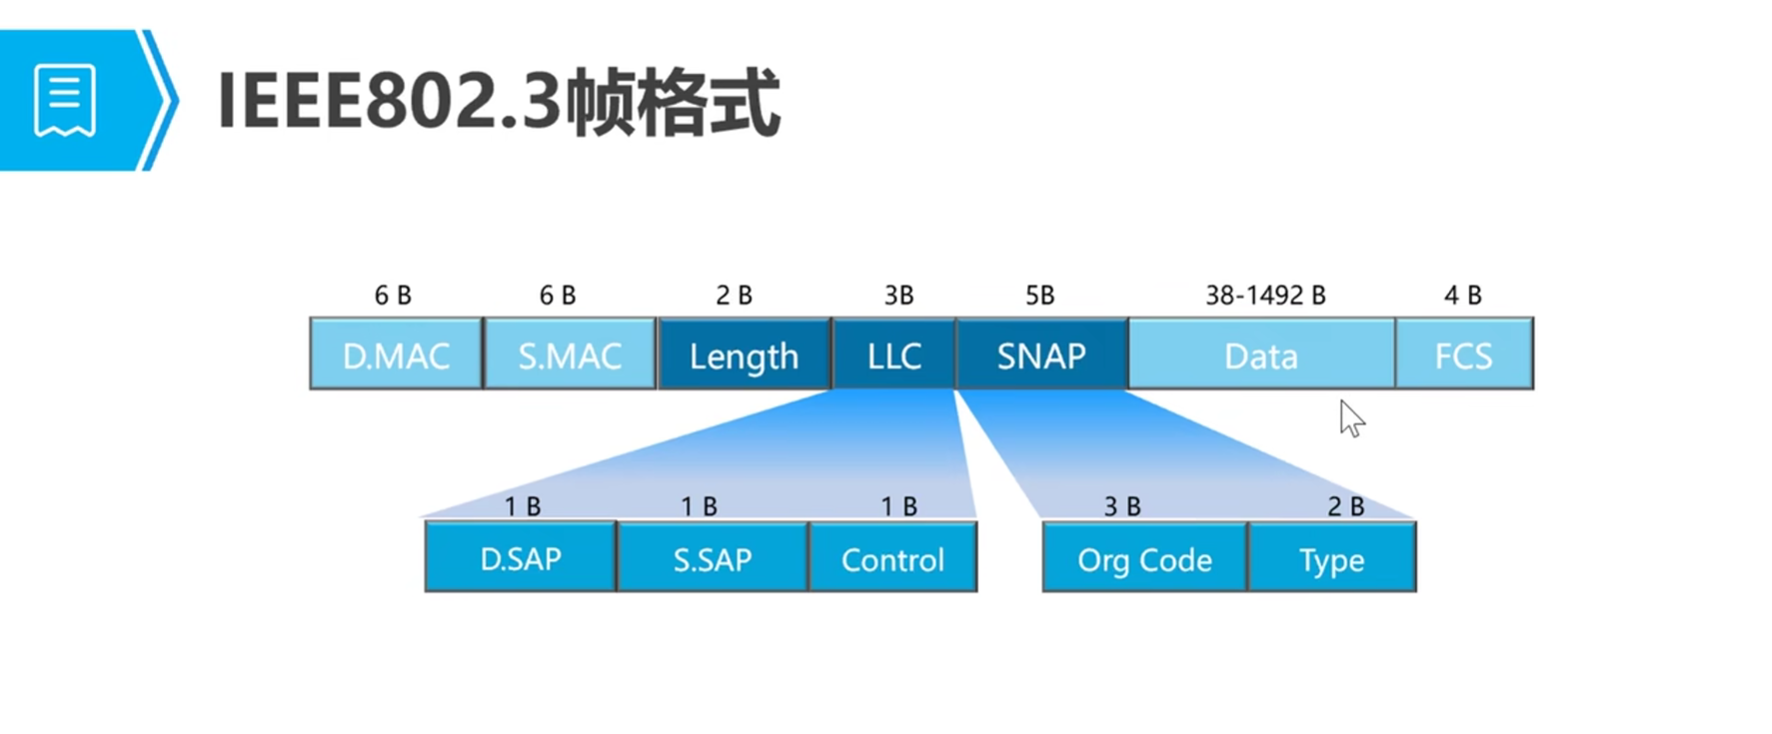 IEEE802.3帧格式
6 B 6 B 2 B 3B 5B 38-1492 B 4 B
D.MAC S.MAC Length LLC SNAP Data FCS
1 B 1 B 1 B 3 B 2 B
D.SAP S.SAP Control Org Code Type